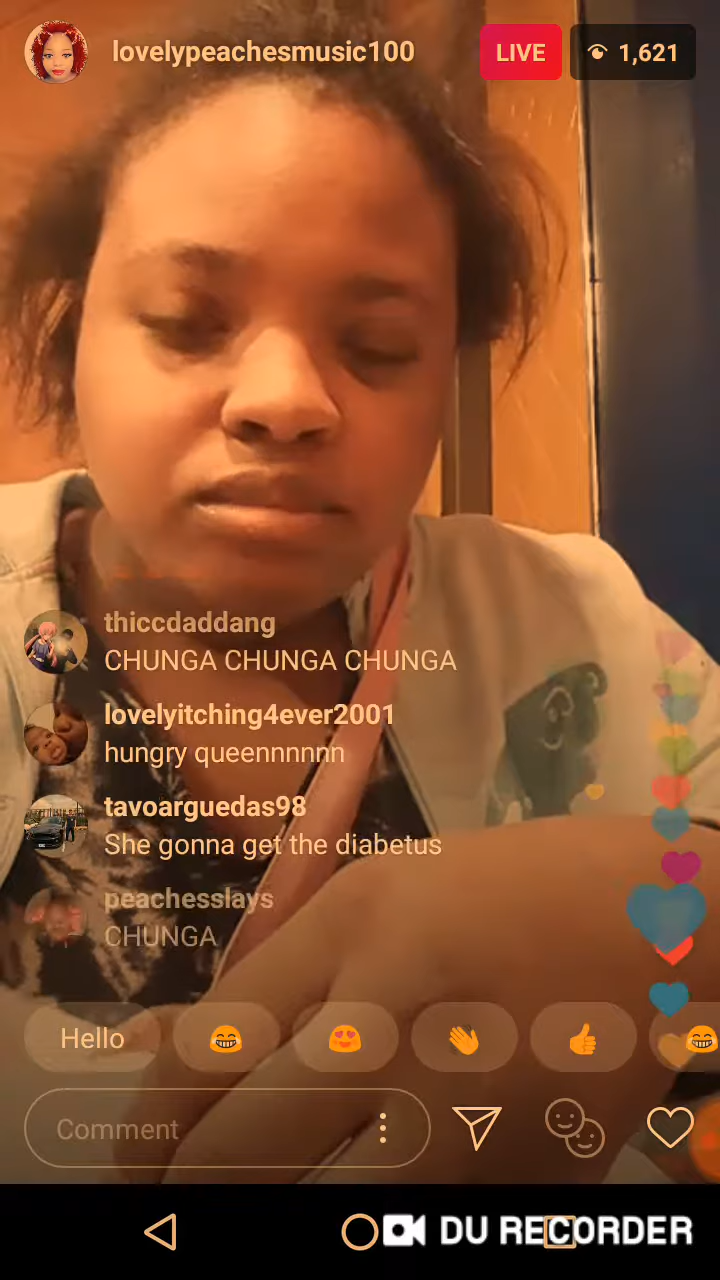 lovelypeachesmusic100
LIVE
1,621
thiccdaddang
CHUNGA CHUNGA CHUNGA
lovelyitching4ever2001
hungry queennnnnn
tavoarguedas98
She gonna get the diabetus
peachesslays
CHUNGA
Hello
Comment
DU RECORDER